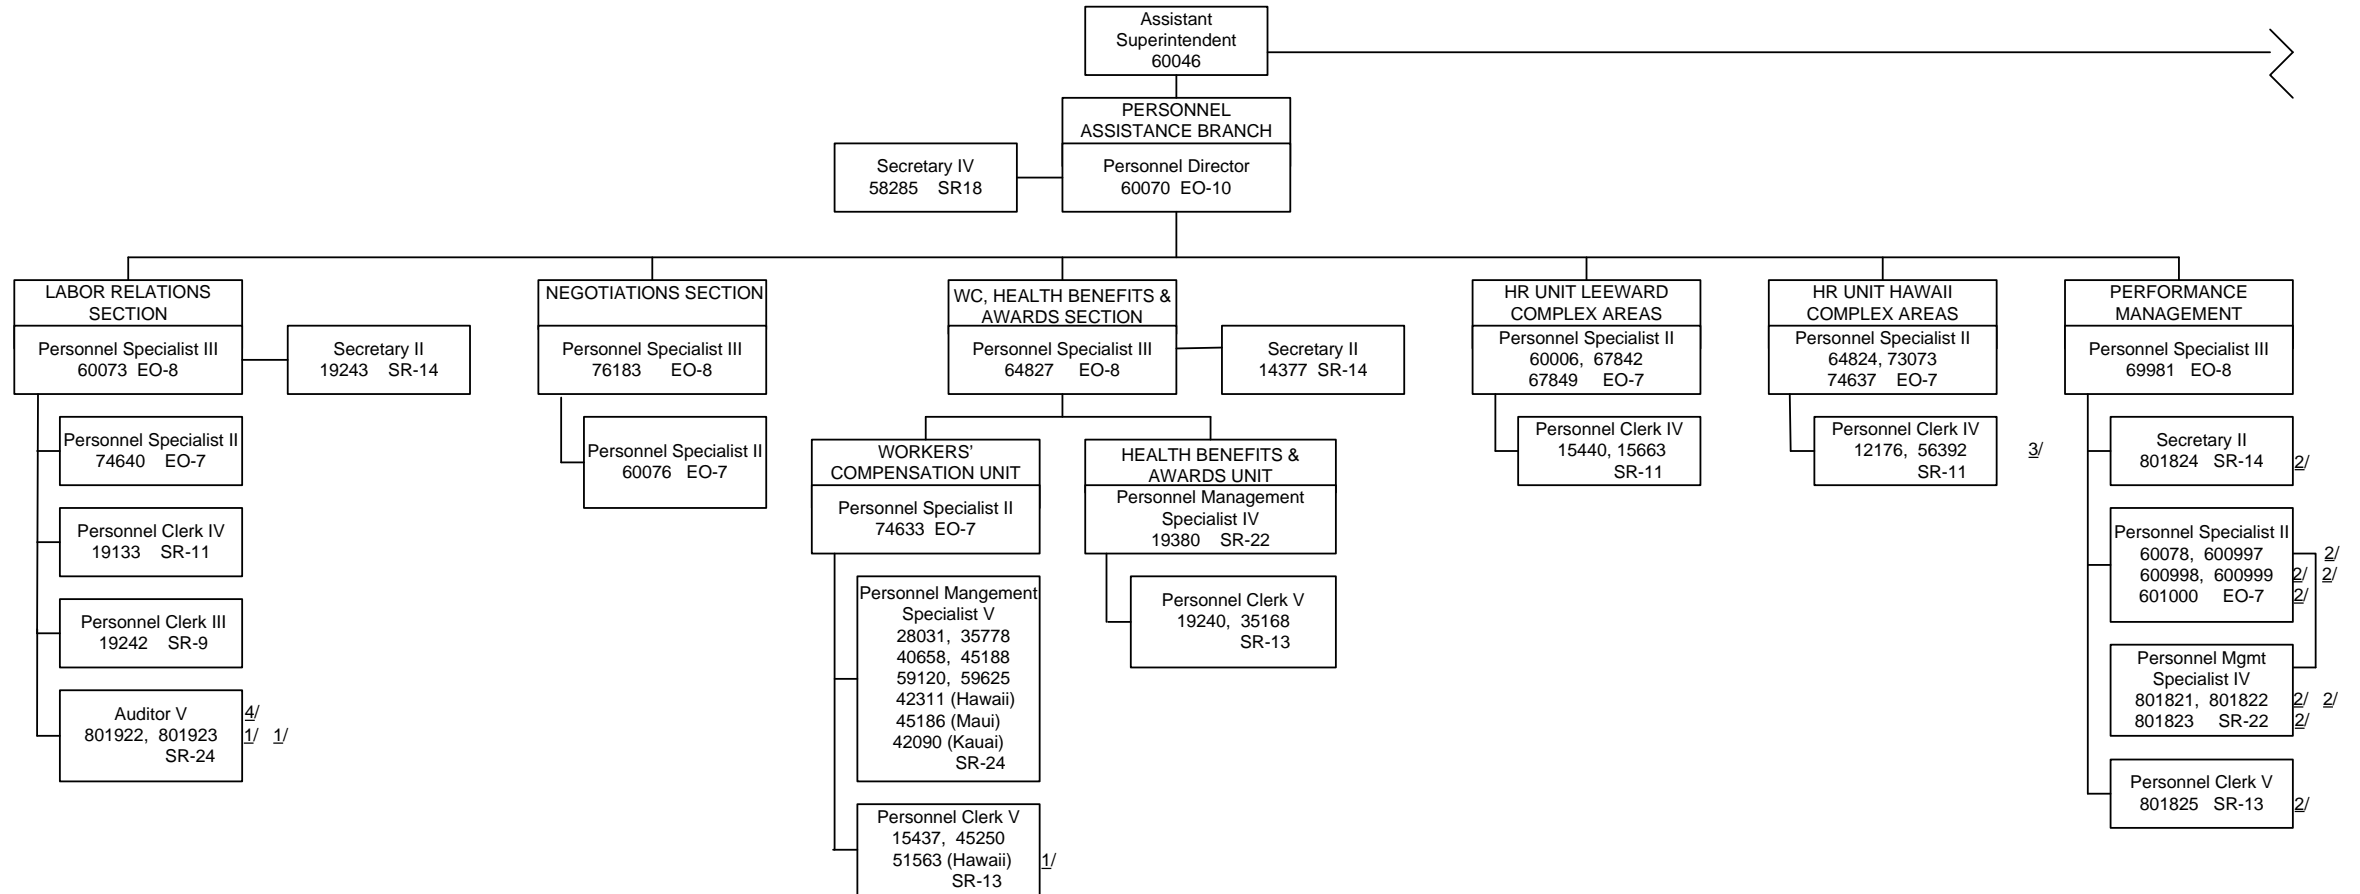 Assistant
Superintendent
60046
PERSONNEL
ASSISTANCE BRANCH
Personnel Director
60070 EO-10
Secretary IV
58285 SR18
LABOR RELATIONS
SECTION
Personnel Specialist III
60073 EO-8
Secretary II
19243 SR-14
Personnel Specialist II
74640 EO-7
Personnel Clerk IV
19133 SR-11
Personnel Clerk III
19242 SR-9
Auditor V 4/
801922, 801923 1/ 1/
SR-24
NEGOTIATIONS SECTION
Personnel Specialist III
76183 EO-8
Personnel Specialist II
60076 EO-7
WC, HEALTH BENEFITS &
AWARDS SECTION
Personnel Specialist III
64827 EO-8
Secretary II
14377 SR-14
WORKERS'
COMPENSATION UNIT
Personnel Specialist II
74633 EO-7
Personnel Mangement
Specialist V
28031, 35778
40658, 45188
59120, 59625
42311 (Hawaii)
45186 (Maui)
42090 (Kauai)
SR-24
Personnel Clerk V
15437, 45250
51563 (Hawaii) 1/
SR-13
HEALTH BENEFITS &
AWARDS UNIT
Personnel Management
Specialist IV
19380 SR-22
Personnel Clerk V
19240, 35168
SR-13
HR UNIT LEEWARD
COMPLEX AREAS
Personnel Specialist II
60006, 67842
67849 EO-7
Personnel Clerk IV
15440, 15663
SR-11
HR UNIT HAWAII
COMPLEX AREAS
Personnel Specialist II
64824, 73073
74637 EO-7
Personnel Clerk IV
12176, 56392 3/
SR-11
PERFORMANCE
MANAGEMENT
Personnel Specialist III
69981 EO-8
Secretary II
801824 SR-14 2/
Personnel Specialist II
60078, 600997 2/
600998, 600999 2/ 2/
601000 EO-7 2/
Personnel Mgmt
Specialist IV
801821, 801822 2/ 2/
801823 SR-22 2/
Personnel Clerk V
801825 SR-13 2/